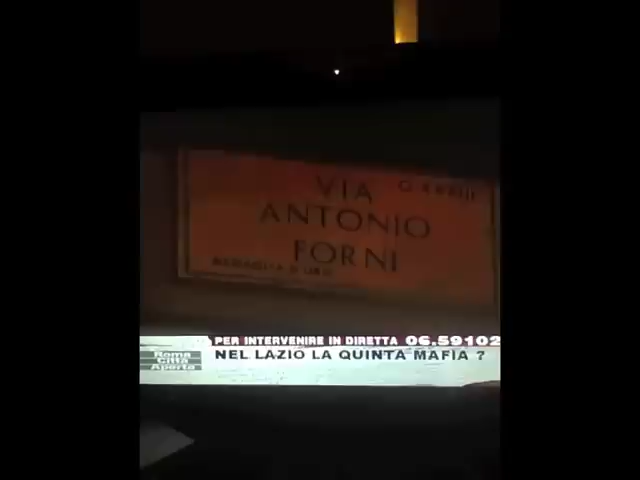 VIA
ANTONIO
FORNI
PER INTERVENIRE IN DIRETTA 06.59102
Roma
Città
Aperta
NEL LAZIO LA QUINTA MAFIA ?